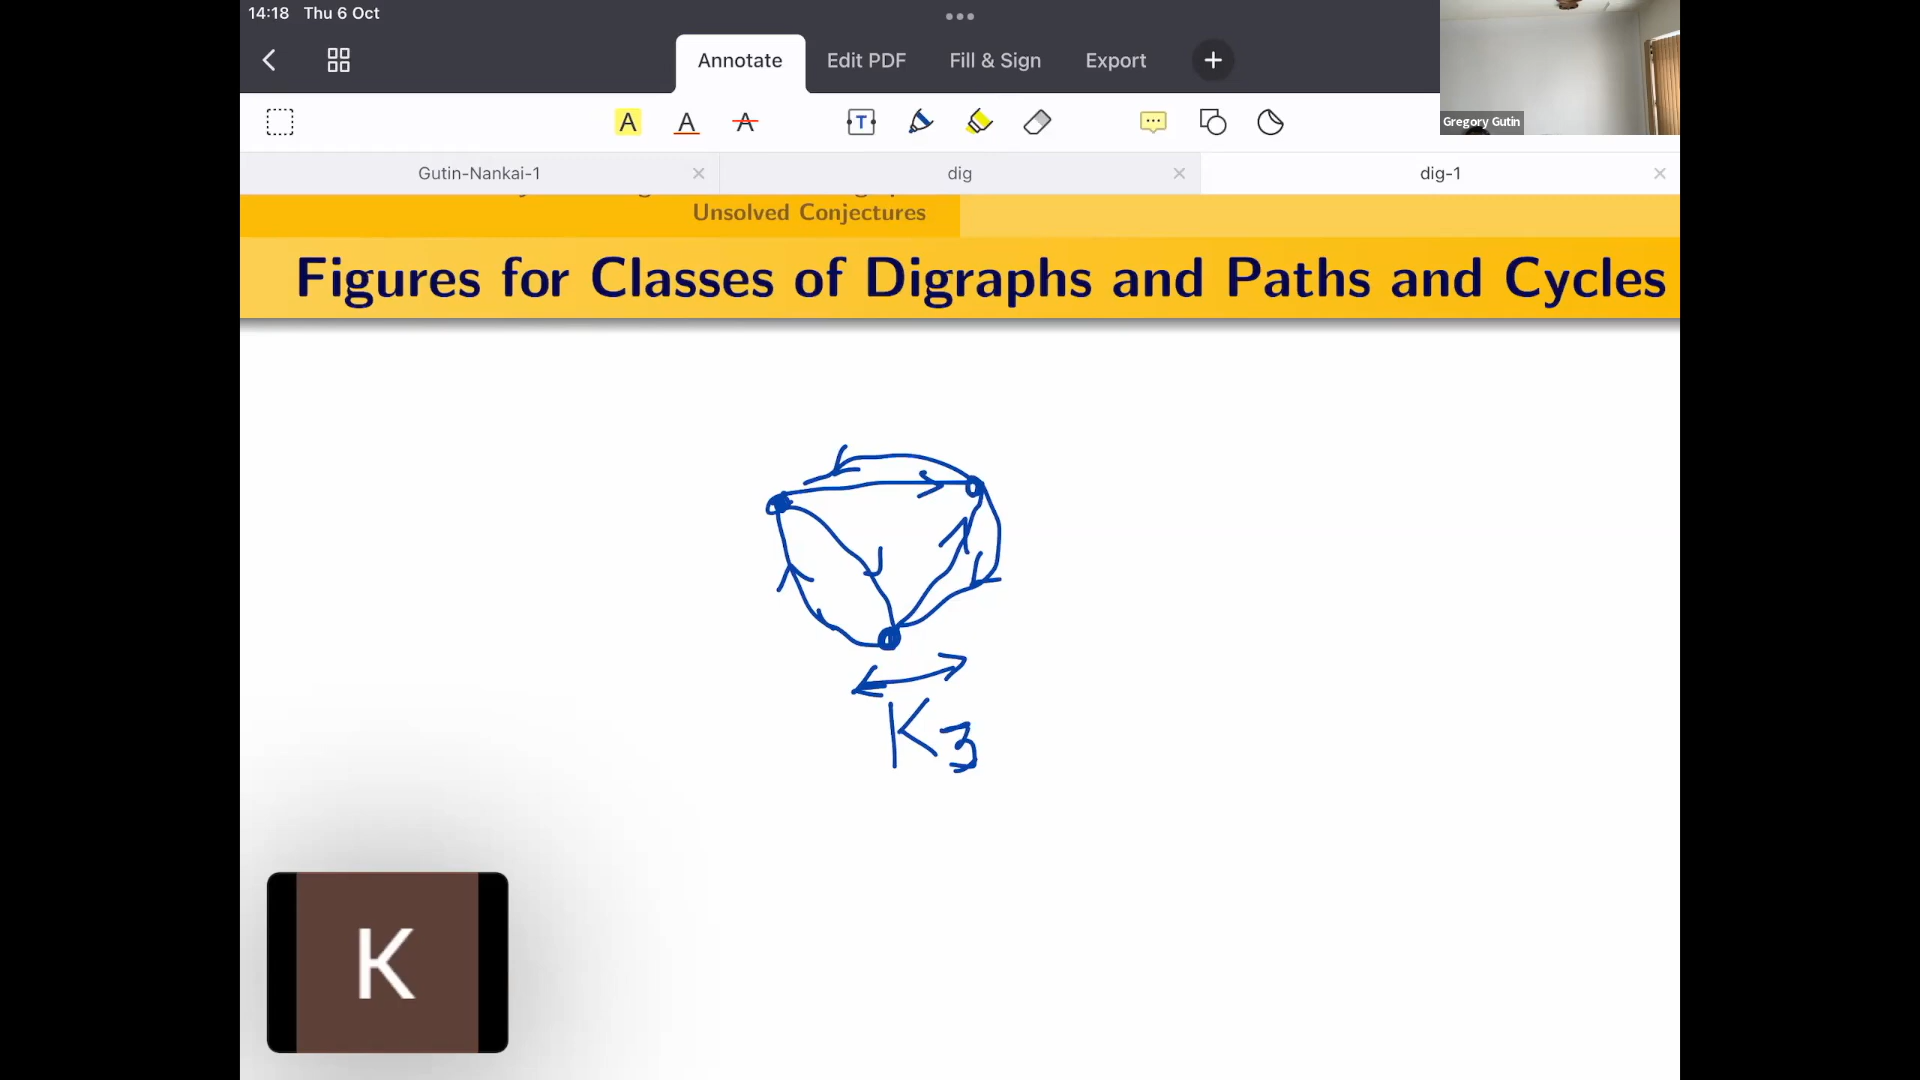 14:18 Thu 6 Oct
Annotate Edit PDF Fill & Sign Export +
A A A T
Gregory Gutin
Gutin-Nankai-1 × dig × dig-1 ×
Unsolved Conjectures
Figures for Classes of Digraphs and Paths and Cycles
K3
K